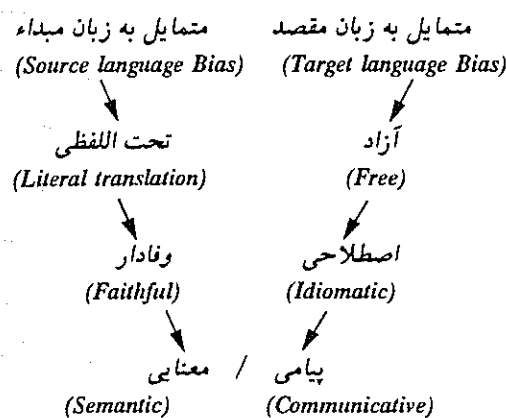 متمایل به زبان مبداء متمایل به زبان مقصد
(Source language Bias) (Target language Bias)
تحت اللفظی آزاد
(Literal translation) (Free)
وفادار اصطلاحی
(Faithful) (Idiomatic)
معنایی / پیامی
(Semantic) (Communicative)